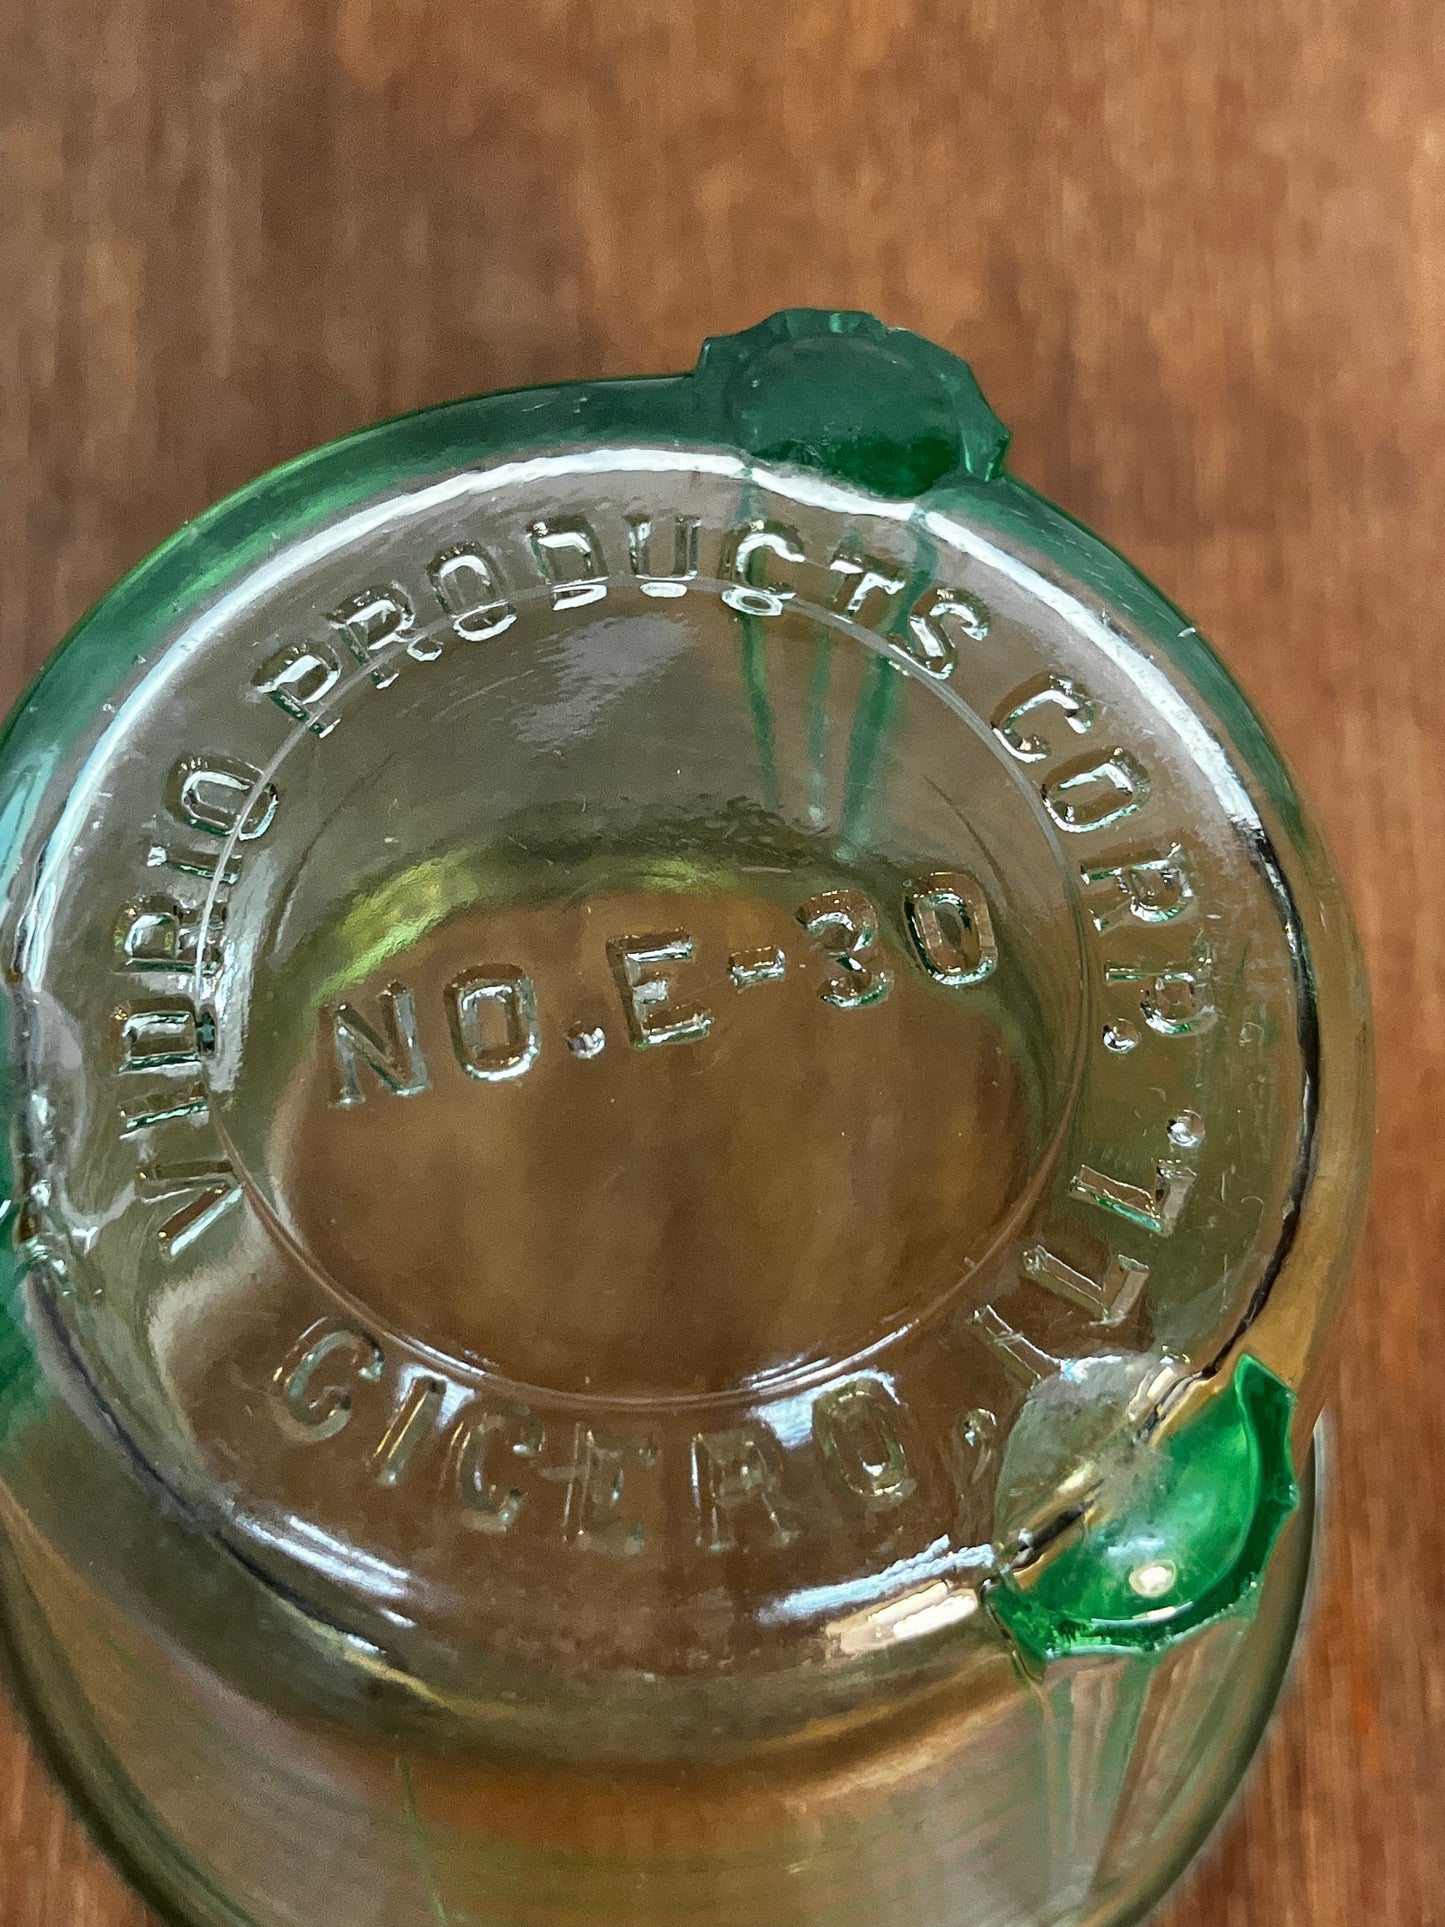 VIDRIO PRODUCTS CORP.
NO. E-30
CICERO, ILL.